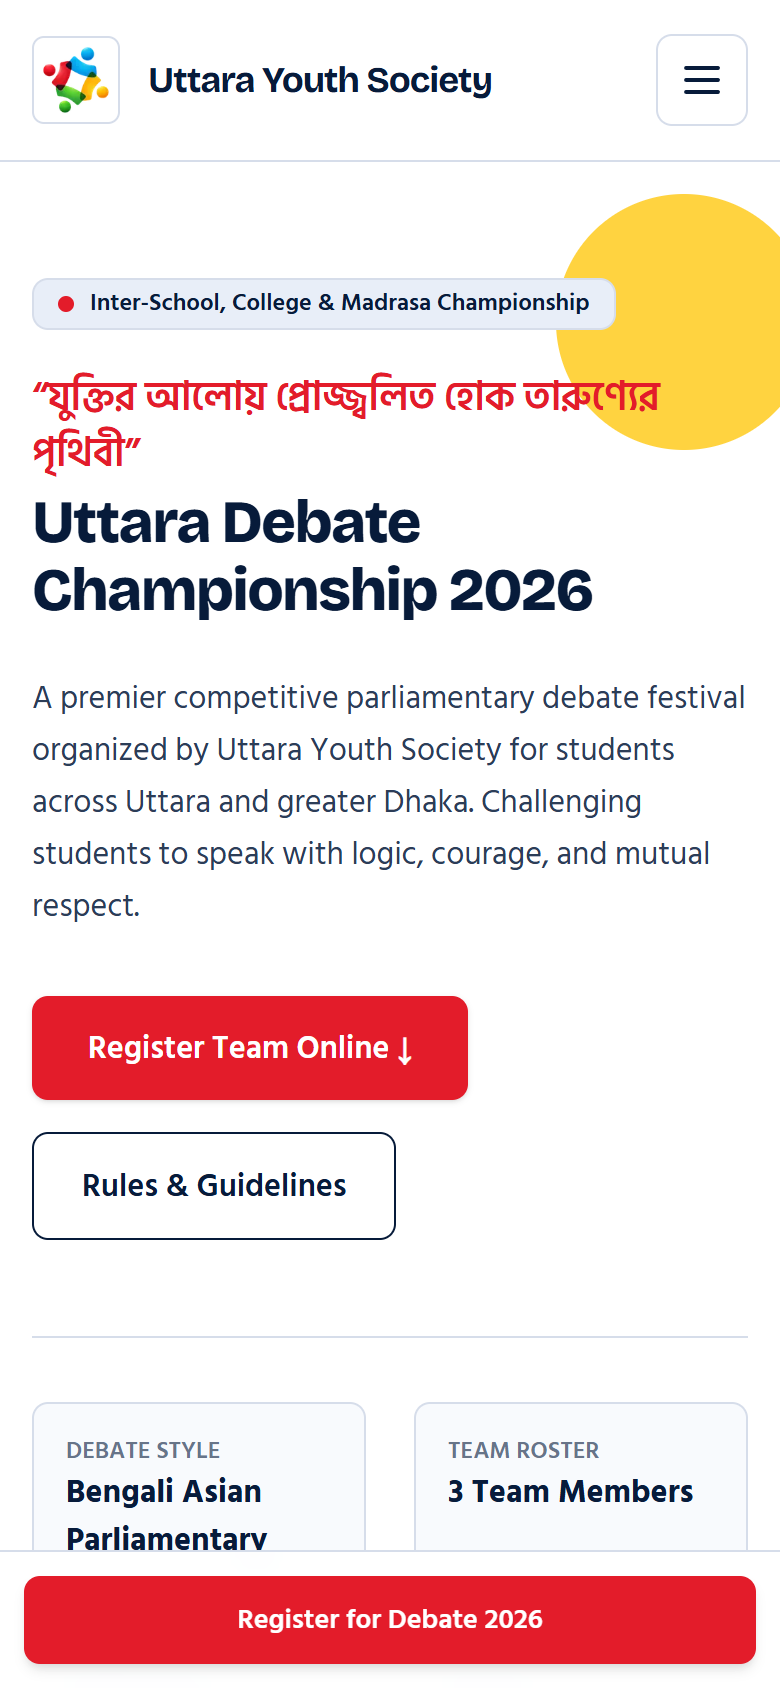 Uttara Youth Society
Inter-School, College & Madrasa Championship
“যুক্তির আলোয় প্রোজ্জ্বলিত হোক তারুণ্যের
পৃথিবী”
Uttara Debate
Championship 2026
A premier competitive parliamentary debate festival
organized by Uttara Youth Society for students
across Uttara and greater Dhaka. Challenging
students to speak with logic, courage, and mutual
respect.
Register Team Online ↓
Rules & Guidelines
DEBATE STYLE
Bengali Asian
Parliamentary
TEAM ROSTER
3 Team Members
Register for Debate 2026